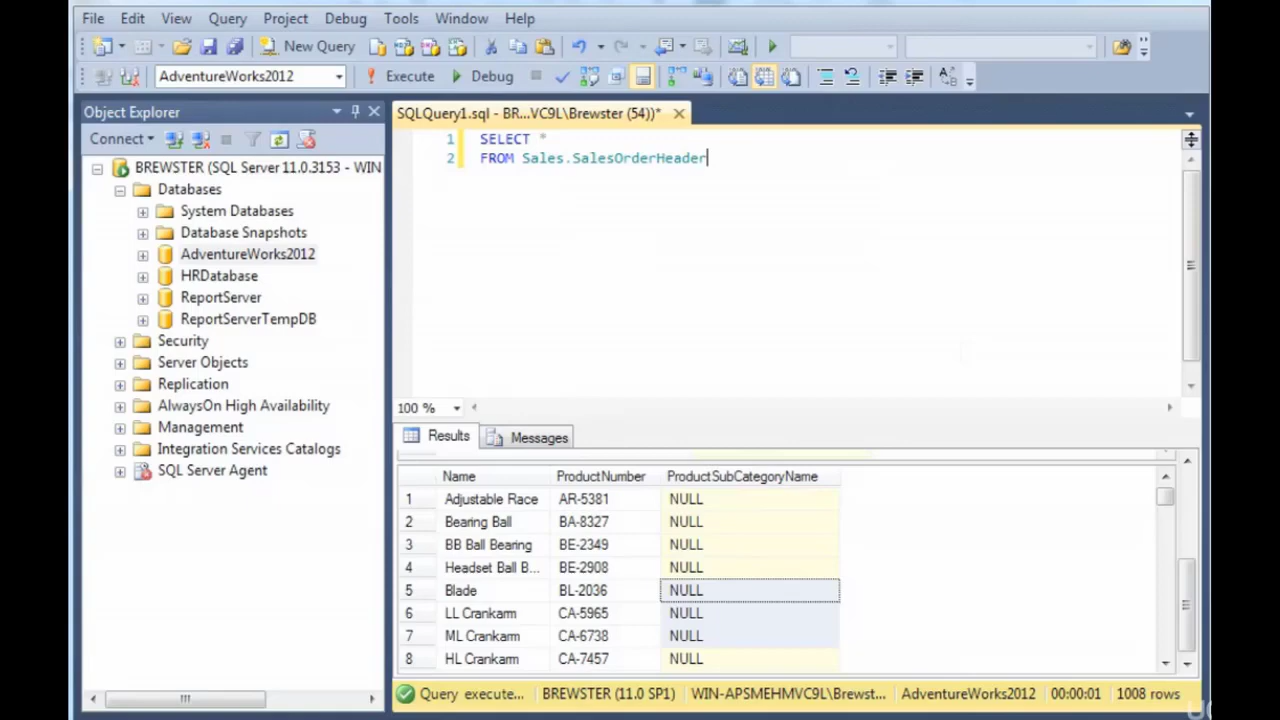 File Edit View Query Project Debug Tools Window Help
New Query
AdventureWorks2012 Execute Debug
Object Explorer
SQLQuery1.sql - BR...VC9L\Brewster (54))*
Connect
BREWSTER (SQL Server 11.0.3153 - WIN
Databases
System Databases
Database Snapshots
AdventureWorks2012
HRDatabase
ReportServer
ReportServerTempDB
Security
Server Objects
Replication
AlwaysOn High Availability
Management
Integration Services Catalogs
SQL Server Agent
1 SELECT *
2 FROM Sales.SalesOrderHeader
100 %
Results Messages
Name ProductNumber ProductSubCategoryName
1 Adjustable Race AR-5381 NULL
2 Bearing Ball BA-8327 NULL
3 BB Ball Bearing BE-2349 NULL
4 Headset Ball B... BE-2908 NULL
5 Blade BL-2036 NULL
6 LL Crankarm CA-5965 NULL
7 ML Crankarm CA-6738 NULL
8 HL Crankarm CA-7457 NULL
Query execute... BREWSTER (11.0 SP1) WIN-APSMEHMVC9L\Brewst... AdventureWorks2012 00:00:01 1008 rows